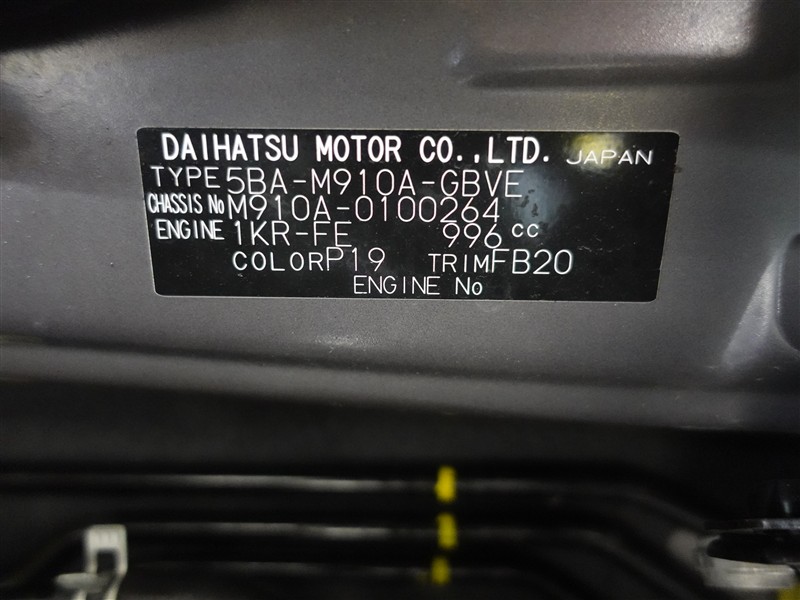 DAIHATSU MOTOR CO.,LTD. JAPAN
TYPE 5BA-M910A-GBVE
CHASSIS No M910A-0100264
ENGINE 1KR-FE 996 cc
COLOR P19 TRIM FB20
ENGINE No